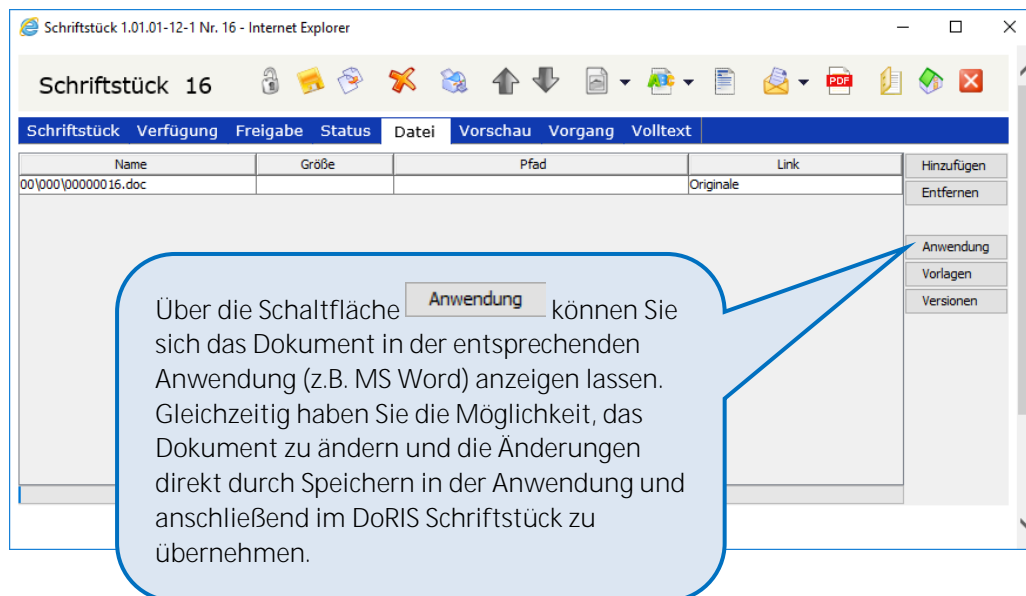 Schriftstück 1.01.01-12-1 Nr. 16 - Internet Explorer
Schriftstück 16
PDF
Schriftstück Verfügung Freigabe Status Datei Vorschau Vorgang Volltext
Name Größe Pfad Link
00\000\00000016.doc Originale
Hinzufügen
Entfernen
Anwendung
Vorlagen
Versionen
Über die Schaltfläche Anwendung können Sie
sich das Dokument in der entsprechenden
Anwendung (z.B. MS Word) anzeigen lassen.
Gleichzeitig haben Sie die Möglichkeit, das
Dokument zu ändern und die Änderungen
direkt durch Speichern in der Anwendung und
anschließend im DoRIS Schriftstück zu
übernehmen.